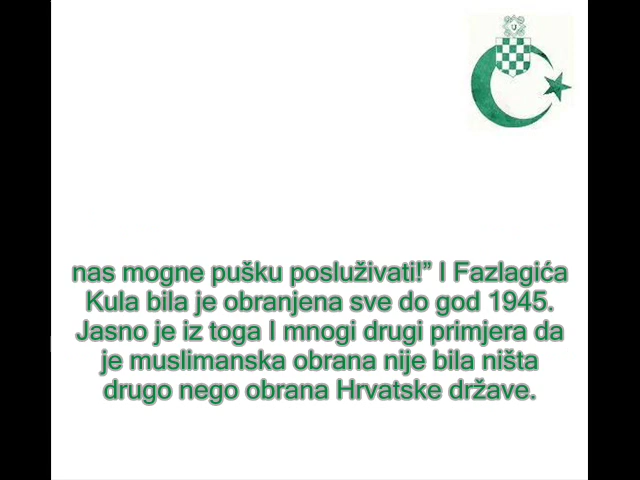 nas mogne pušku posluživati!” I Fazlagića
Kula bila je obranjena sve do god 1945.
Jasno je iz toga I mnogi drugi primjera da
je muslimanska obrana nije bila ništa
drugo nego obrana Hrvatske države.